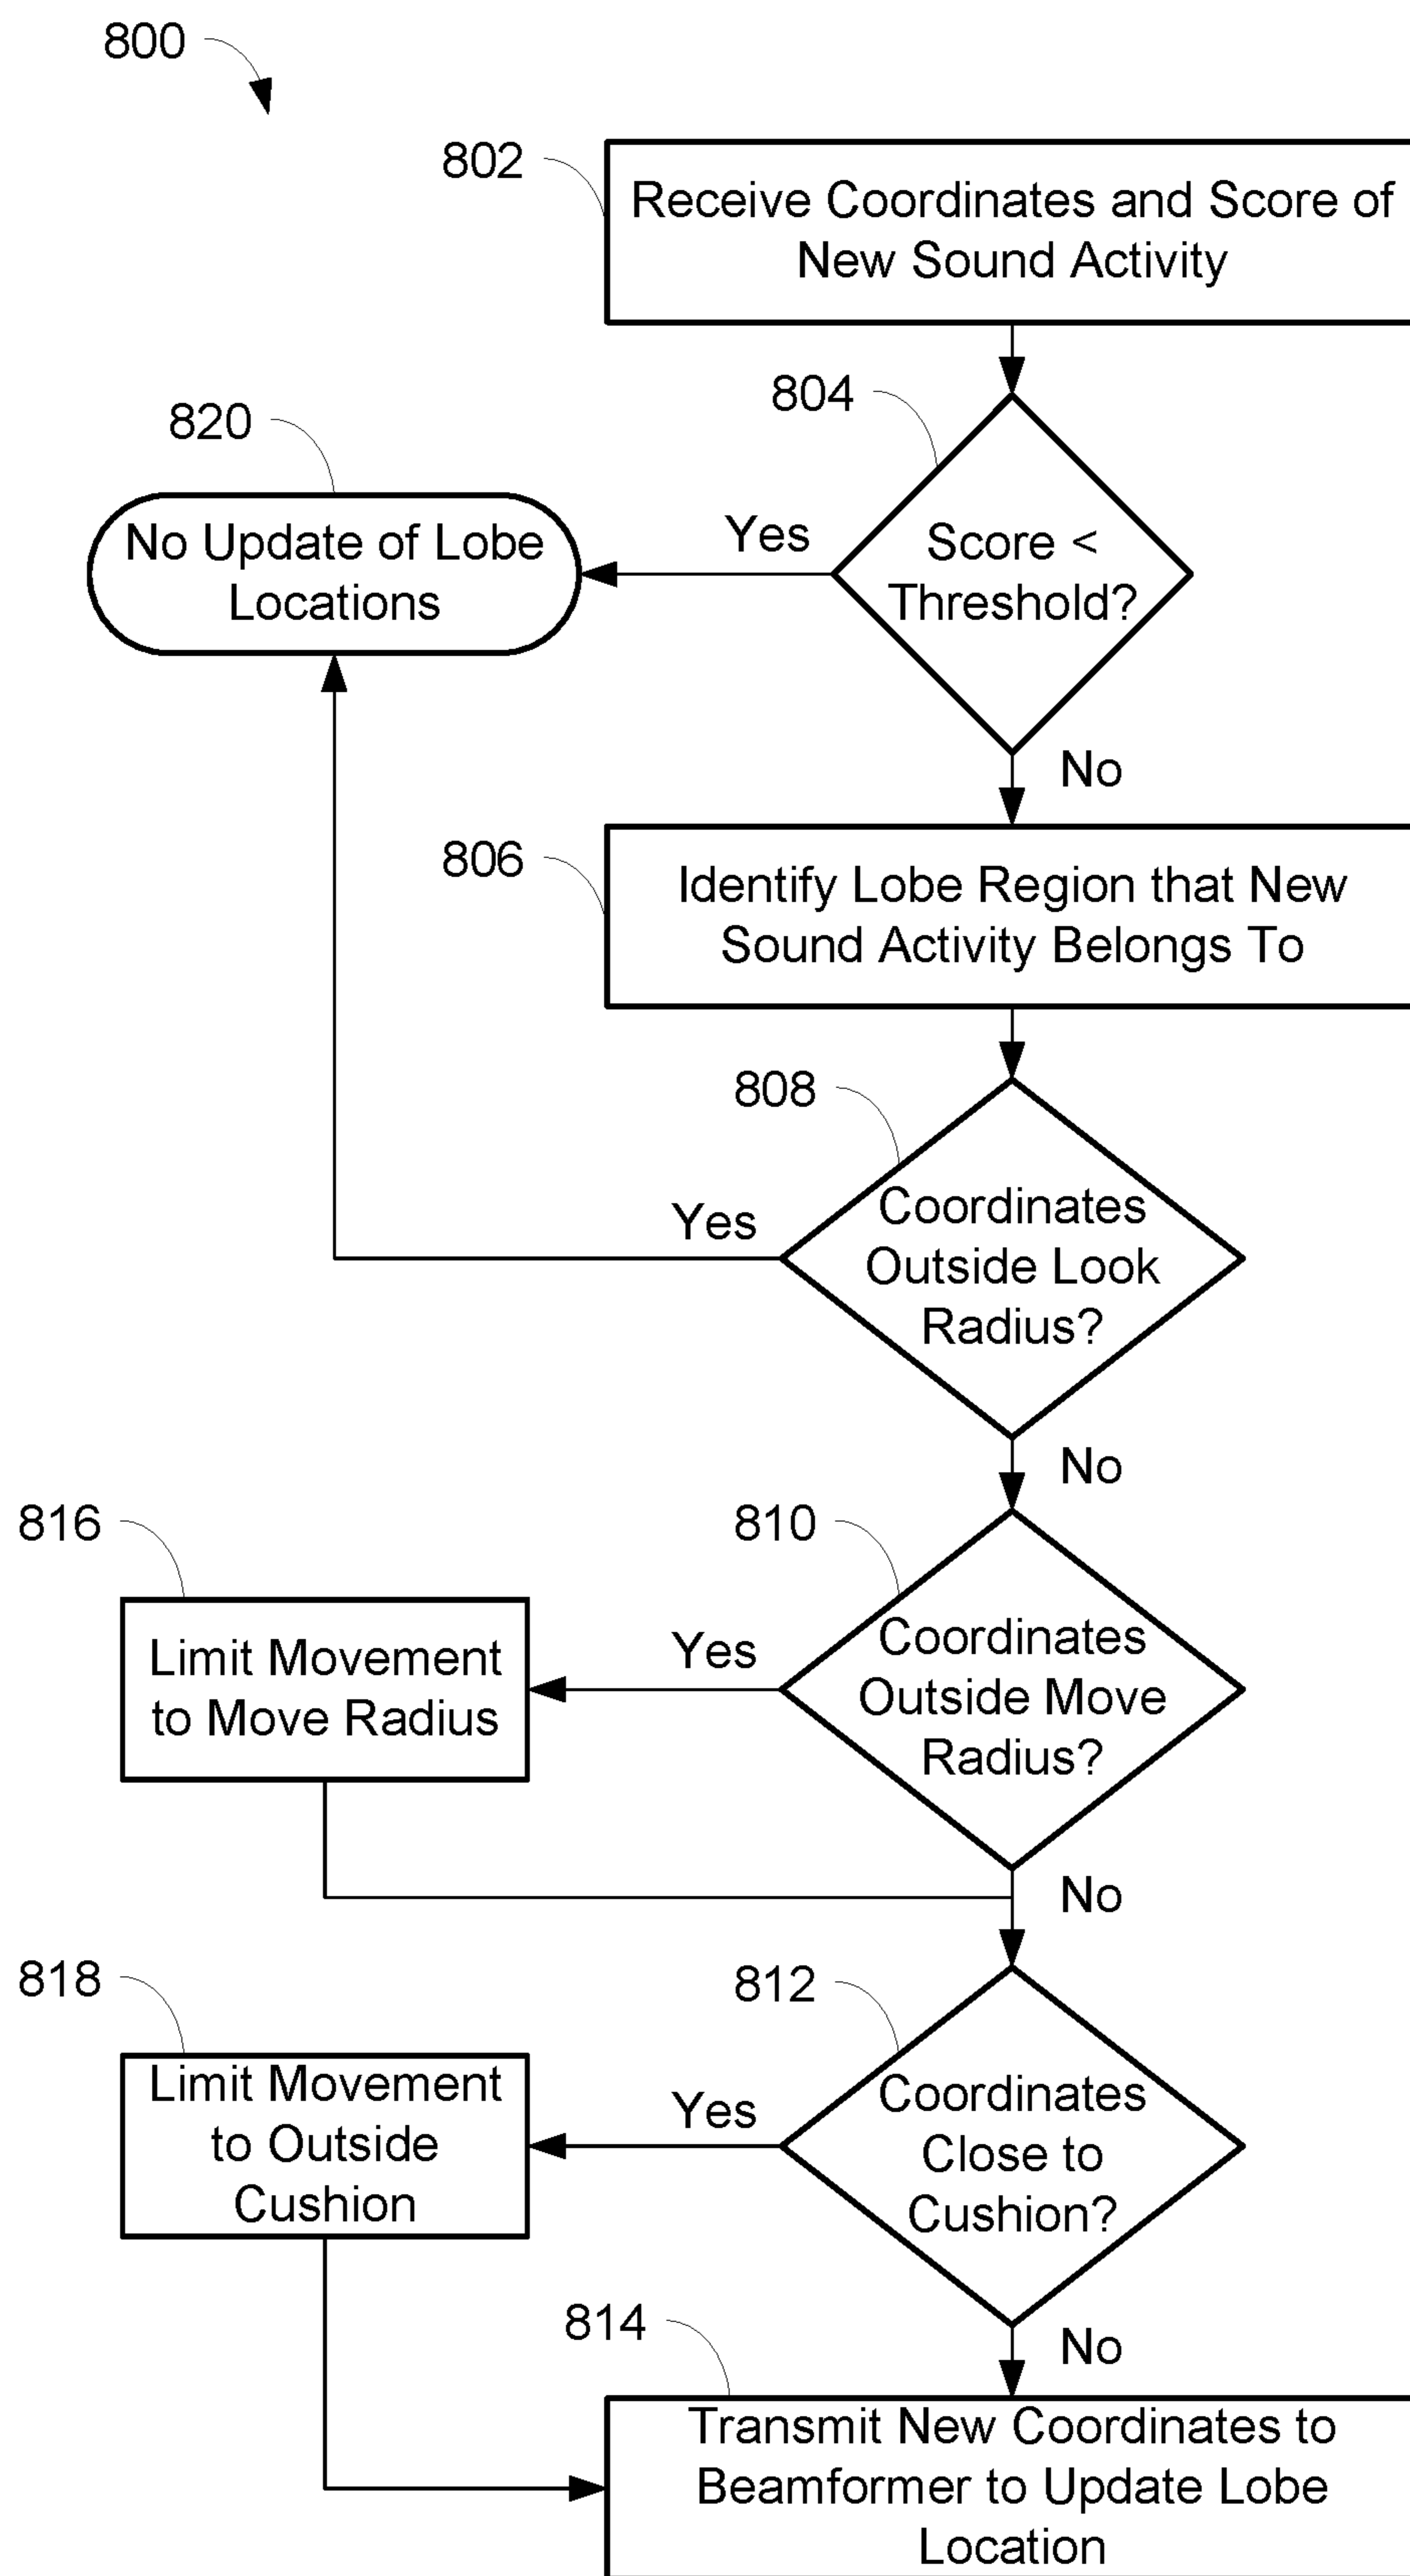 800
802
Receive Coordinates and Score of
New Sound Activity
804
820
No Update of Lobe
Locations
Yes
Score <
Threshold?
No
806
Identify Lobe Region that New
Sound Activity Belongs To
808
Yes
Coordinates
Outside Look
Radius?
No
816
810
Limit Movement
to Move Radius
Yes
Coordinates
Outside Move
Radius?
No
818
812
Limit Movement
to Outside
Cushion
Yes
Coordinates
Close to
Cushion?
814
No
Transmit New Coordinates to
Beamformer to Update Lobe
Location